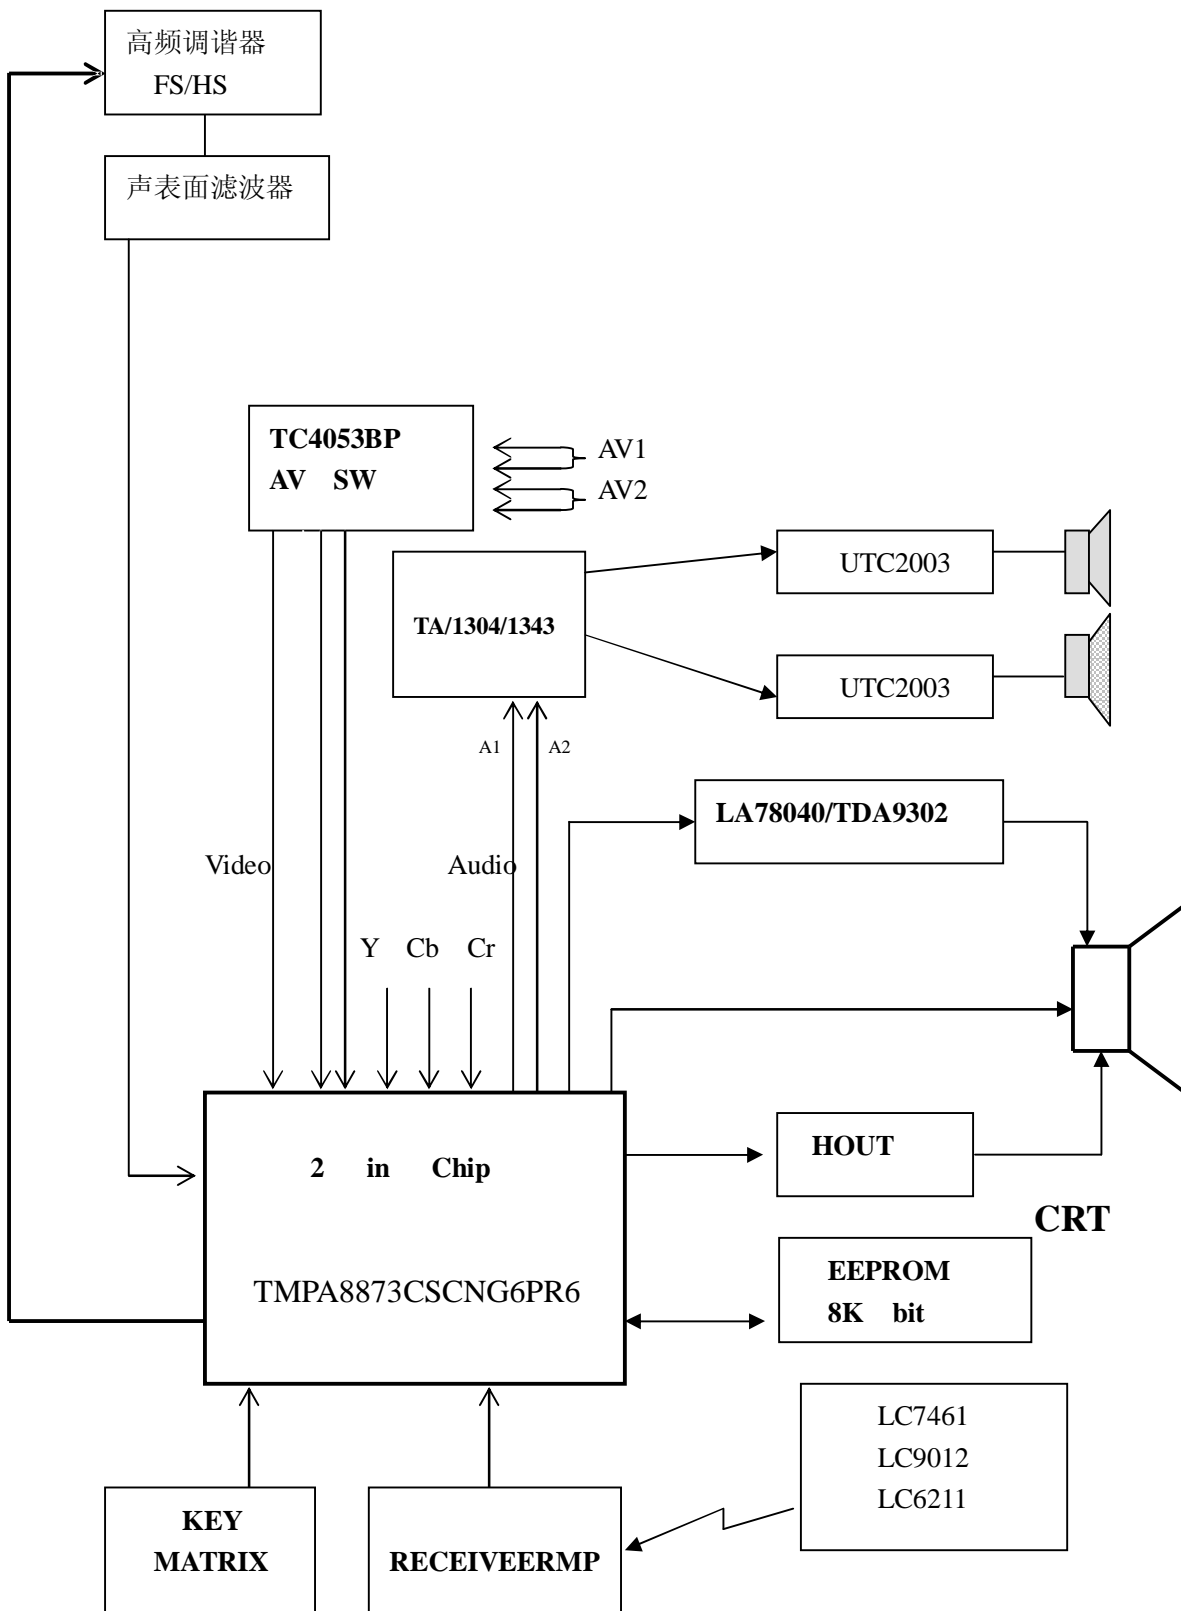 高频调谐器
FS/HS
声表面滤波器
TC4053BP
AV SW
AV1
AV2
UTC2003
TA/1304/1343
UTC2003
A1 A2
LA78040/TDA9302
Video
Audio
Y Cb Cr
2 in Chip
HOUT
CRT
TMPA8873CSCNG6PR6
EEPROM
8K bit
LC7461
LC9012
LC6211
KEY
MATRIX
RECEIVEERMP